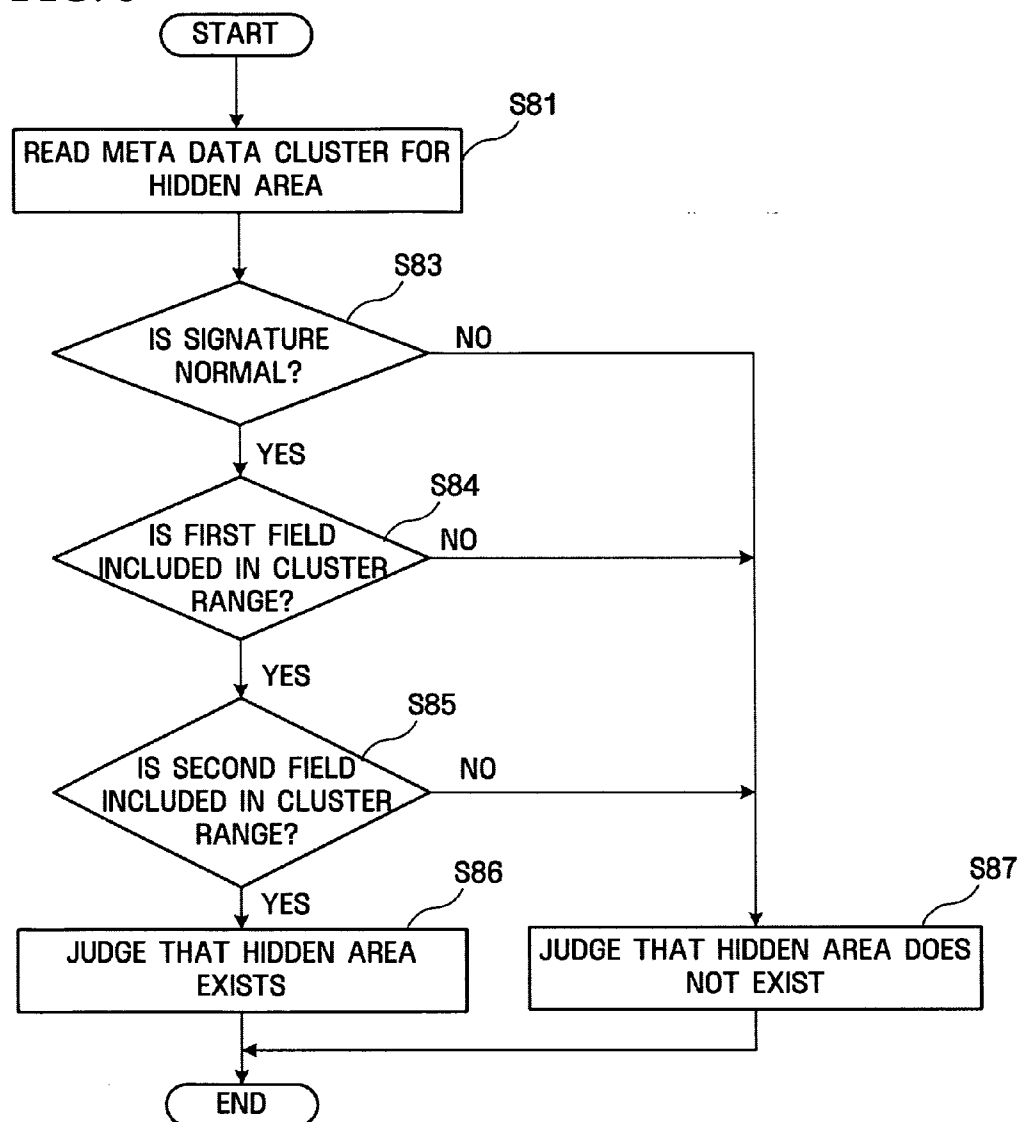 START
S81
READ META DATA CLUSTER FOR
HIDDEN AREA
S83
IS SIGNATURE
NORMAL?
NO
YES
S84
IS FIRST FIELD
INCLUDED IN CLUSTER
RANGE?
NO
YES
S85
IS SECOND FIELD
INCLUDED IN CLUSTER
RANGE?
NO
YES
S86
JUDGE THAT HIDDEN AREA
EXISTS
S87
JUDGE THAT HIDDEN AREA DOES
NOT EXIST
END